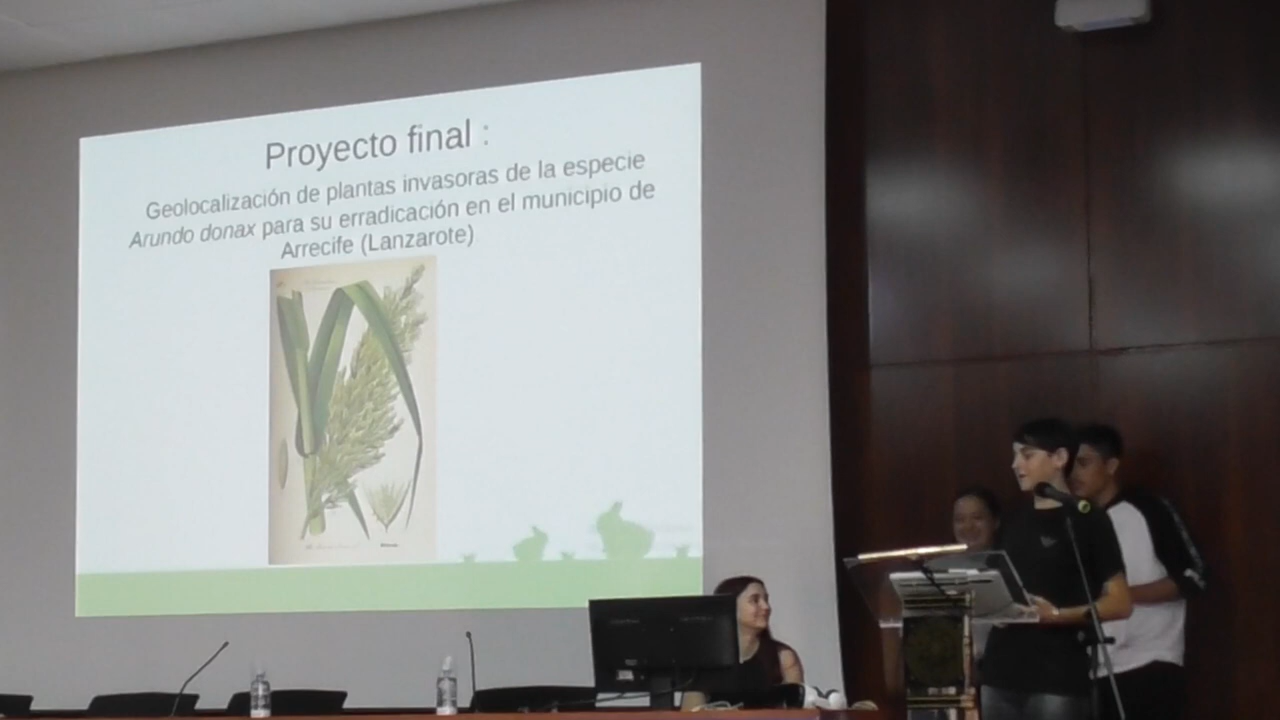 Proyecto final :
Geolocalización de plantas invasoras de la especie
Arundo donax para su erradicación en el municipio de
Arrecife (Lanzarote)